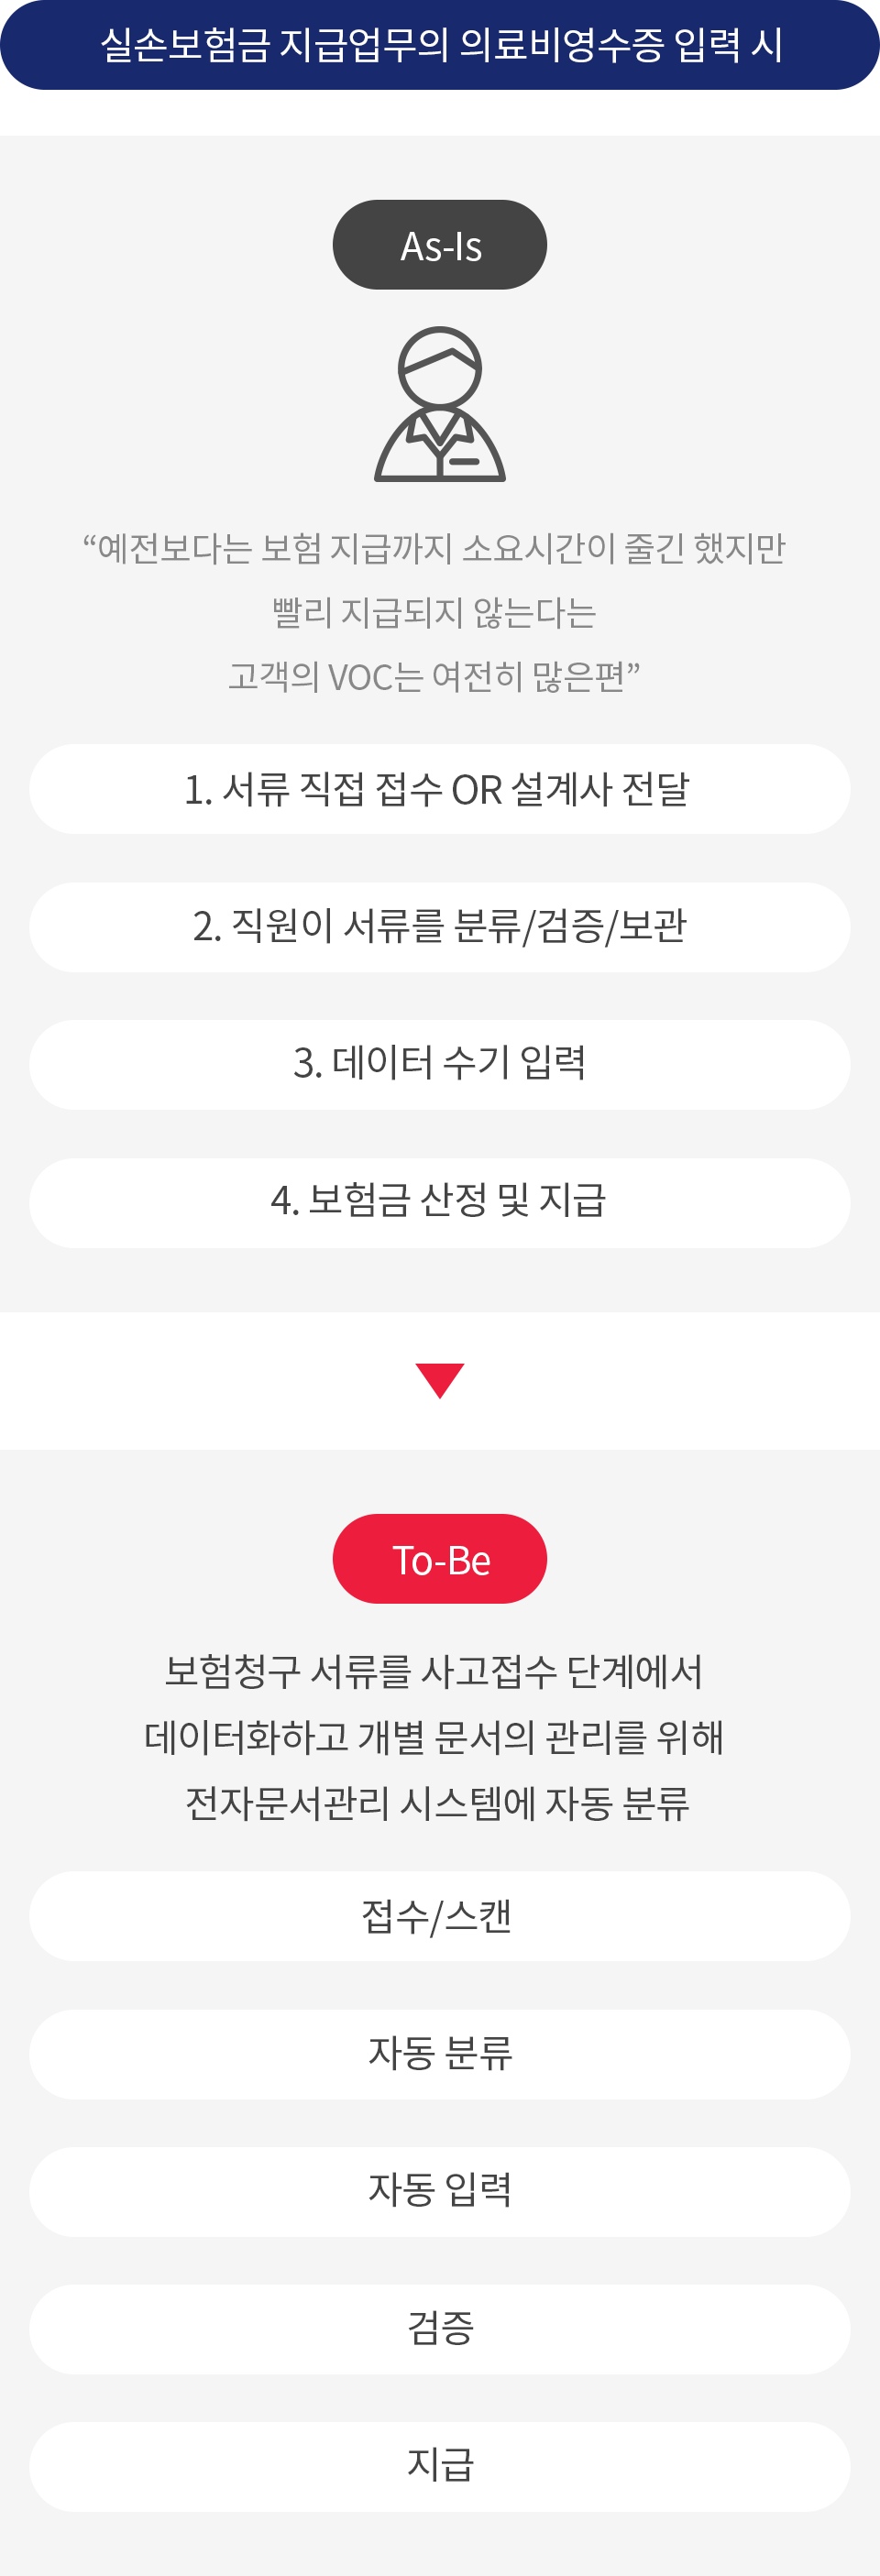 실손보험금 지급업무의 의료비영수증 입력 시
As-Is
“예전보다는 보험 지급까지 소요시간이 줄긴 했지만
빨리 지급되지 않는다는
고객의 VOC는 여전히 많은편”
1. 서류 직접 접수 OR 설계사 전달
2. 직원이 서류를 분류/검증/보관
3. 데이터 수기 입력
4. 보험금 산정 및 지급
To-Be
보험청구 서류를 사고접수 단계에서
데이터화하고 개별 문서의 관리를 위해
전자문서관리 시스템에 자동 분류
접수/스캔
자동 분류
자동 입력
검증
지급